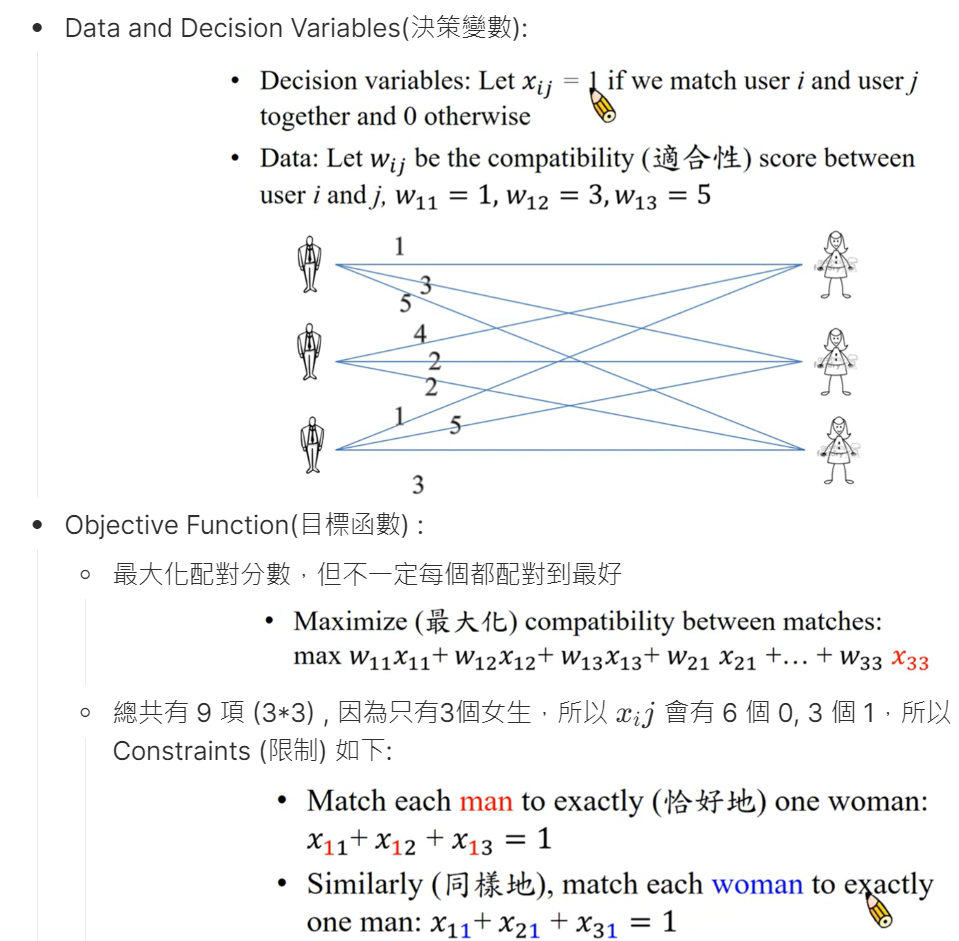 • Data and Decision Variables(決策變數):
• Decision variables: Let x_{ij} = 1 if we match user i and user j
together and 0 otherwise
• Data: Let w_{ij} be the compatibility (適合性) score between
user i and j, w_{11} = 1, w_{12} = 3, w_{13} = 5
1
3
5
4
2
2
1
5
3
• Objective Function(目標函數) :
○ 最大化配對分數，但不一定每個都配對到最好
• Maximize (最大化) compatibility between matches:
max w_{11}x_{11}+ w_{12}x_{12}+ w_{13}x_{13}+ w_{21} x_{21} +… + w_{33} x_{33}
○ 總共有 9 項 (3*3) , 因為只有3個女生，所以 x_{i}j 會有 6 個 0, 3 個 1，所以
Constraints (限制) 如下:
• Match each man to exactly (恰好地) one woman:
x_{11}+ x_{12} + x_{13} = 1
• Similarly (同樣地), match each woman to exactly
one man: x_{11}+ x_{21} + x_{31} = 1